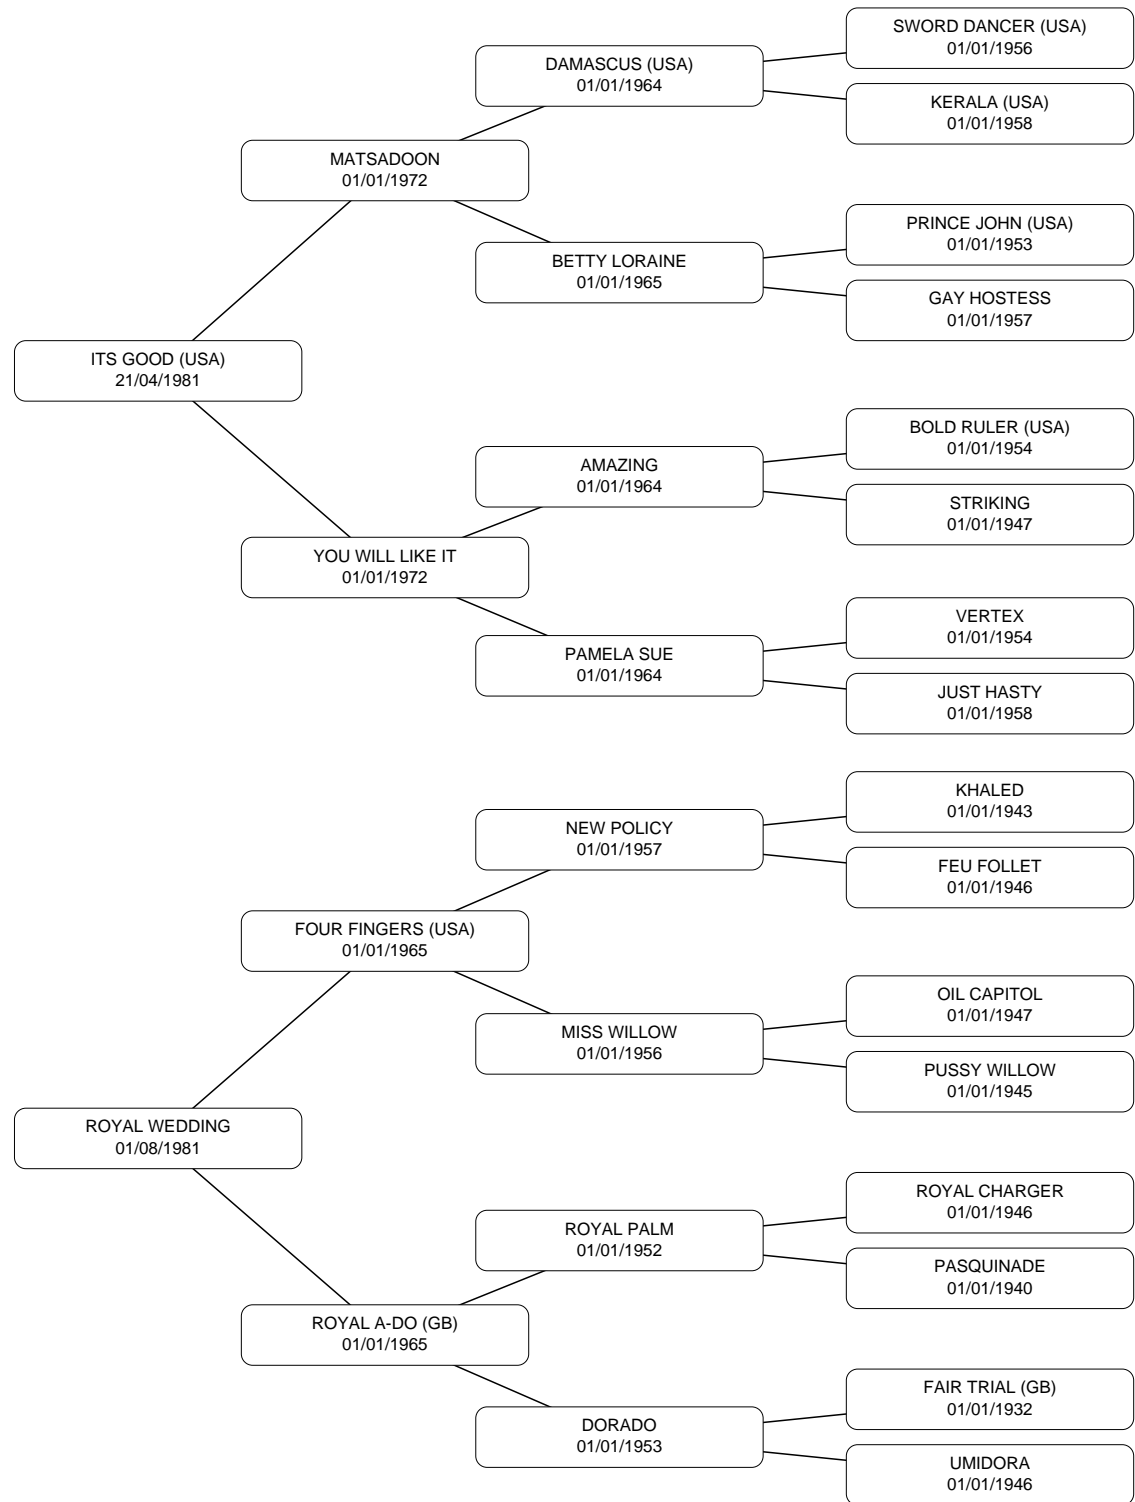 SWORD DANCER (USA)
01/01/1956
DAMASCUS (USA)
01/01/1964
KERALA (USA)
01/01/1958
MATSADOON
01/01/1972
PRINCE JOHN (USA)
01/01/1953
BETTY LORAINE
01/01/1965
GAY HOSTESS
01/01/1957
ITS GOOD (USA)
21/04/1981
BOLD RULER (USA)
01/01/1954
AMAZING
01/01/1964
STRIKING
01/01/1947
YOU WILL LIKE IT
01/01/1972
VERTEX
01/01/1954
PAMELA SUE
01/01/1964
JUST HASTY
01/01/1958
KHALED
01/01/1943
NEW POLICY
01/01/1957
FEU FOLLET
01/01/1946
FOUR FINGERS (USA)
01/01/1965
OIL CAPITOL
01/01/1947
MISS WILLOW
01/01/1956
PUSSY WILLOW
01/01/1945
ROYAL WEDDING
01/08/1981
ROYAL CHARGER
01/01/1946
ROYAL PALM
01/01/1952
PASQUINADE
01/01/1940
ROYAL A-DO (GB)
01/01/1965
FAIR TRIAL (GB)
01/01/1932
DORADO
01/01/1953
UMIDORA
01/01/1946